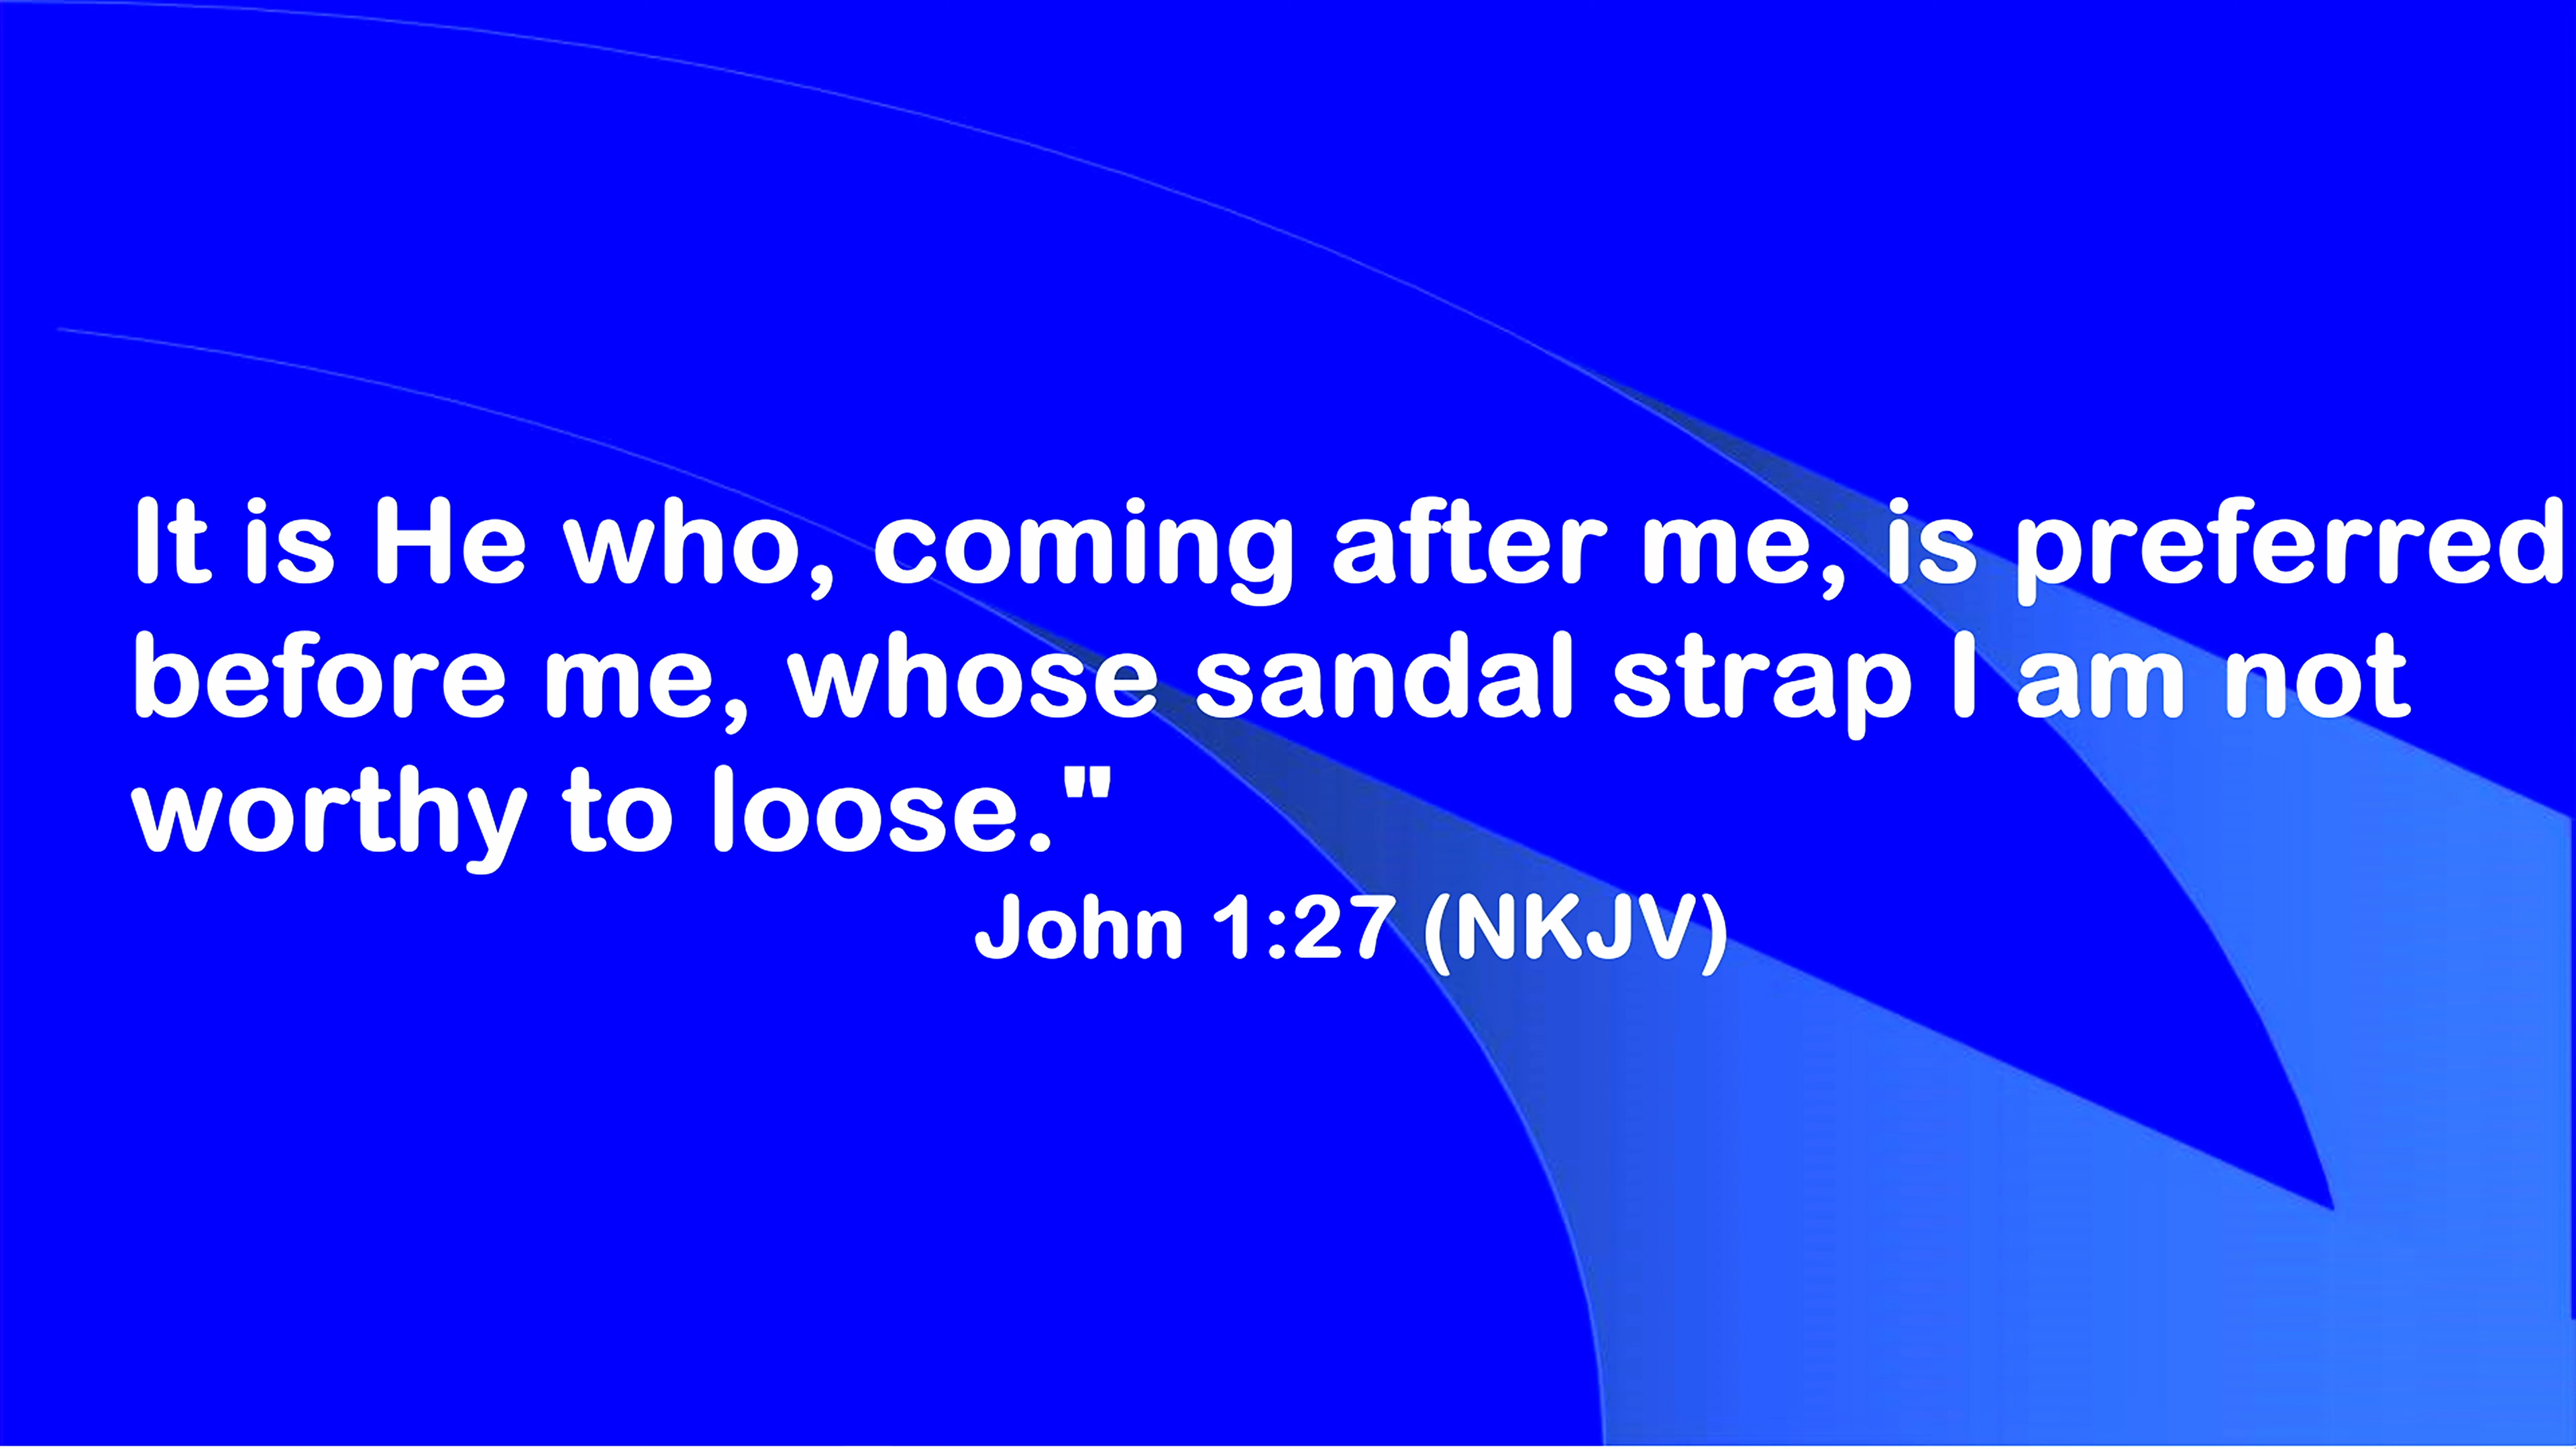 It is He who, coming after me, is preferred
before me, whose sandal strap I am not
worthy to loose."
John 1:27 (NKJV)